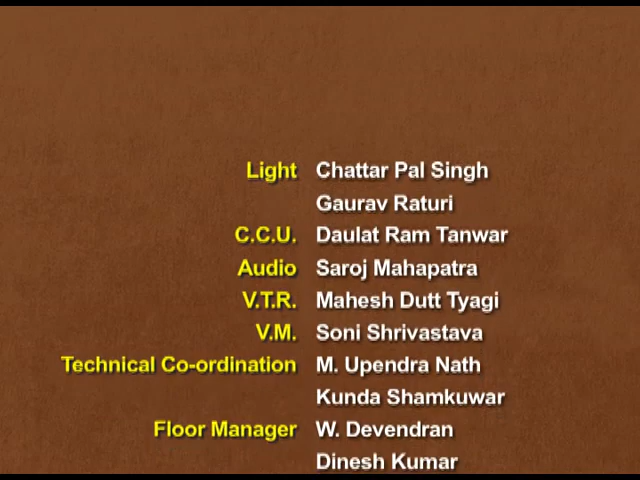 Light Chattar Pal Singh
Gaurav Raturi
C.C.U. Daulat Ram Tanwar
Audio Saroj Mahapatra
V.T.R. Mahesh Dutt Tyagi
V.M. Soni Shrivastava
Technical Co-ordination M. Upendra Nath
Kunda Shamkuwar
Floor Manager W. Devendran
Dinesh Kumar